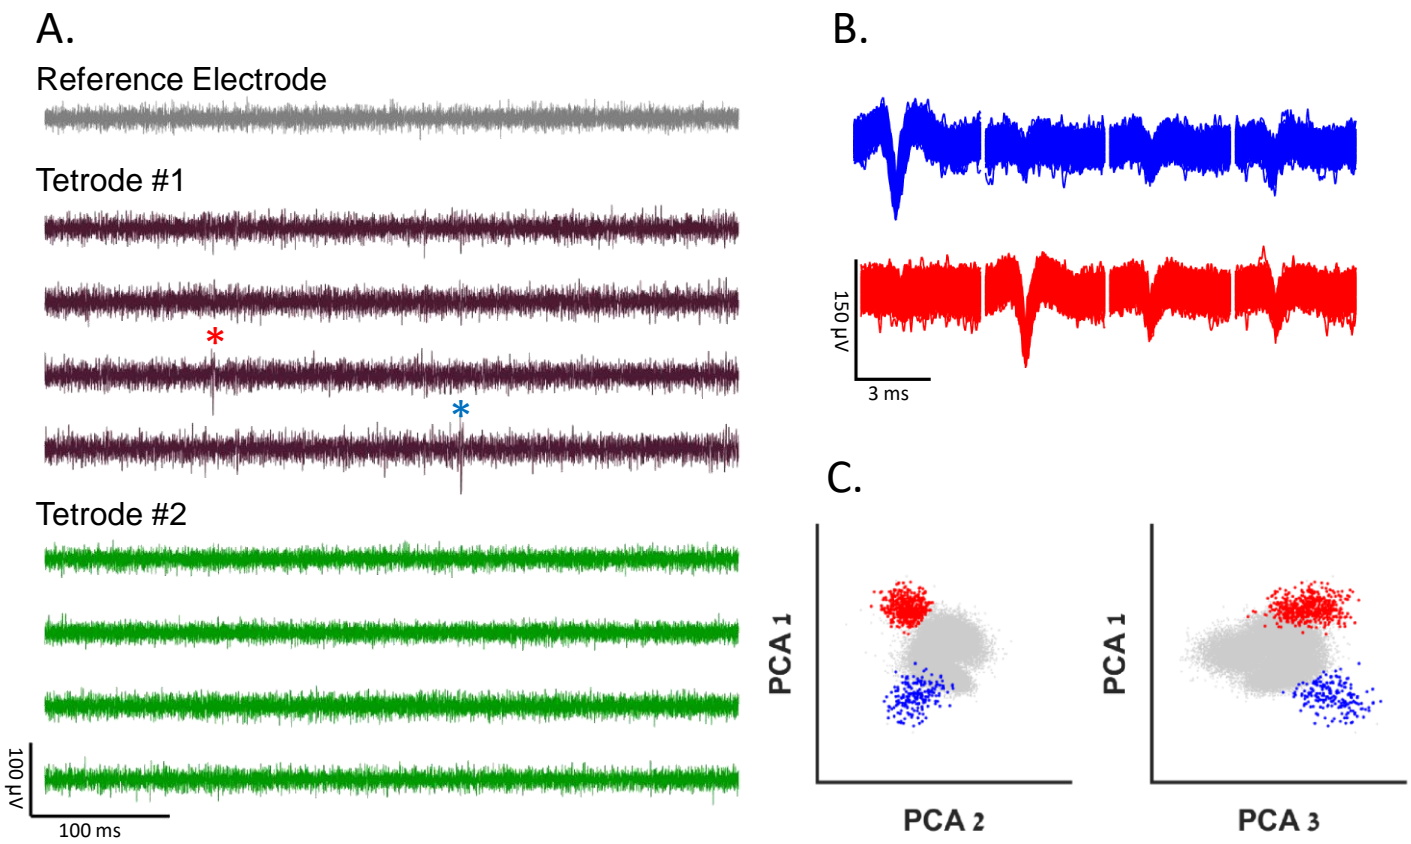 A.
Reference Electrode
Tetrode #1
*
*
Tetrode #2
100 µV
100 ms
B.
150 µV
3 ms
C.
PCA 1
PCA 2
PCA 1
PCA 3